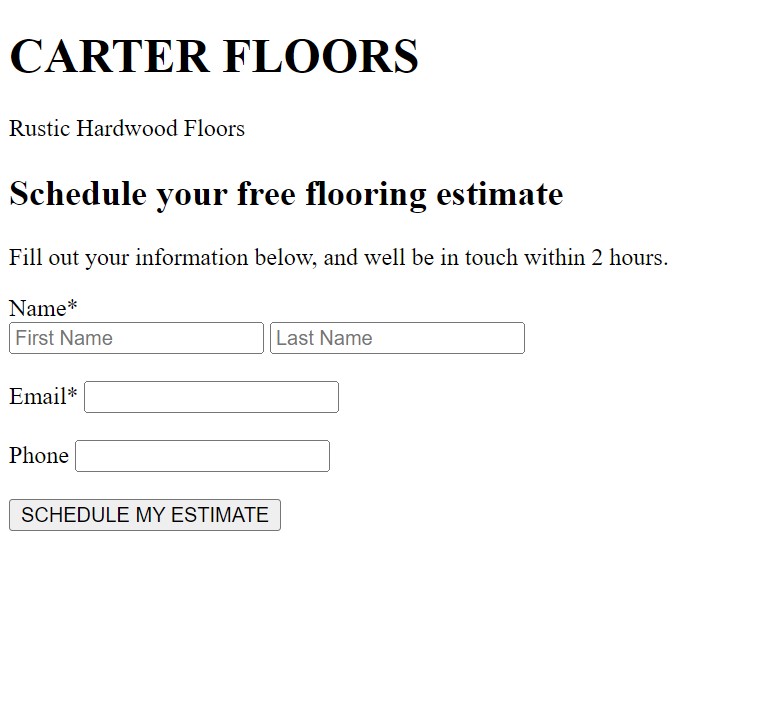 CARTER FLOORS
Rustic Hardwood Floors
Schedule your free flooring estimate
Fill out your information below, and well be in touch within 2 hours.
Name*
First Name Last Name
Email*
Phone
SCHEDULE MY ESTIMATE